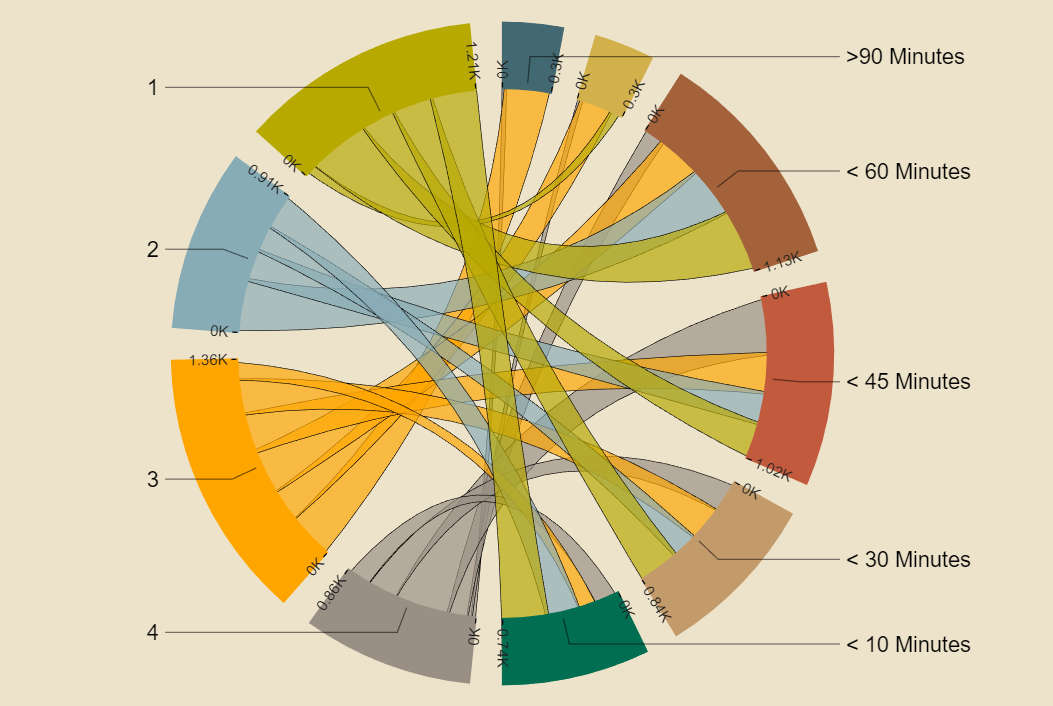 1
2
3
4
>90 Minutes
< 60 Minutes
< 45 Minutes
< 30 Minutes
< 10 Minutes
0K
1.21K
0K
0.3K
0K
0.3K
0K
1.13K
0K
1.02K
0K
0.84K
0K
0.74K
0K
0.86K
0K
1.36K
0K
0.91K